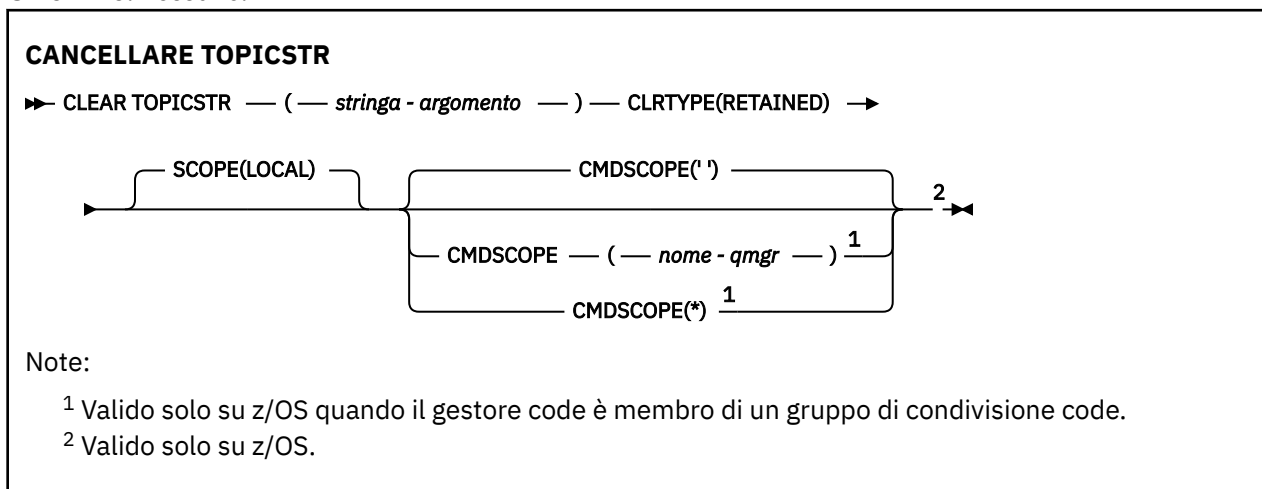 CANCELLARE TOPICSTR
CLEAR TOPICSTR ( stringa - argomento ) CLRTYPE(RETAINED)
SCOPE(LOCAL) CMDSCOPE(' ')
2
CMDSCOPE ( nome - qmgr ) 1
CMDSCOPE(*) 1
Note:
1 Valido solo su z/OS quando il gestore code è membro di un gruppo di condivisione code.
2 Valido solo su z/OS.